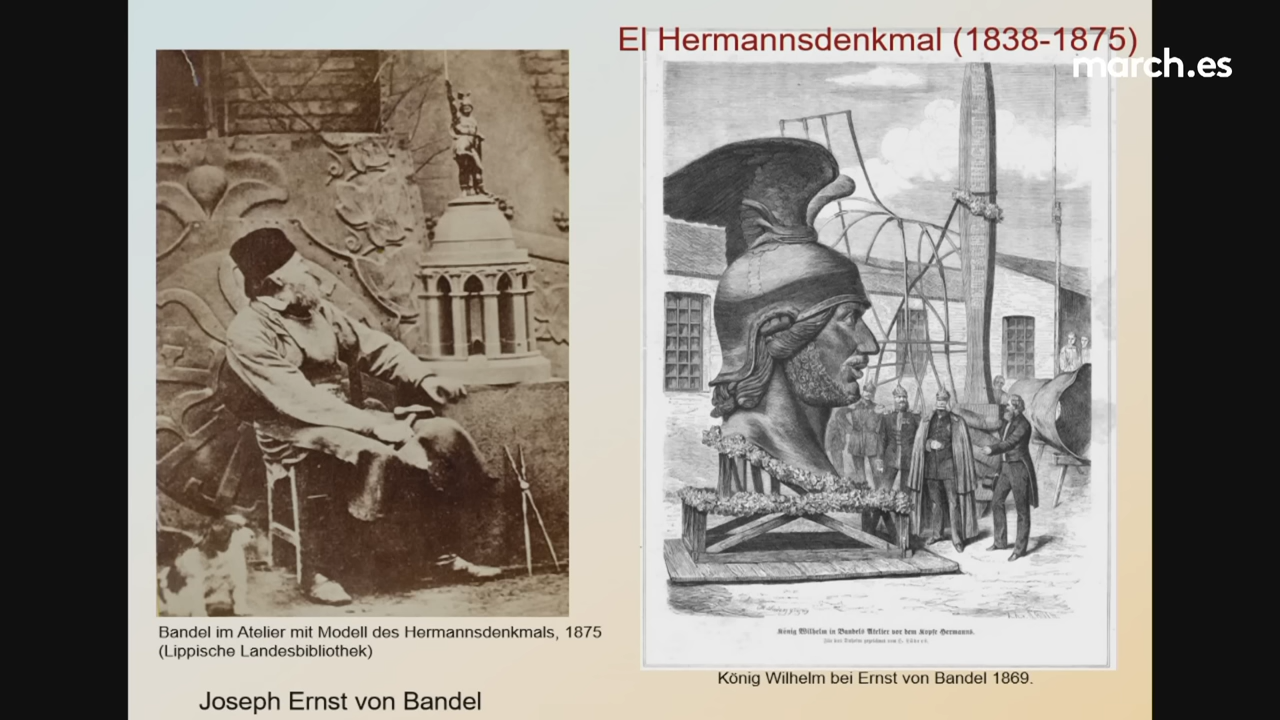 El Hermannsdenkmal (1838-1875)
march.es
Bandel im Atelier mit Modell des Hermannsdenkmals, 1875
(Lippische Landesbibliothek)
Joseph Ernst von Bandel
König Wilhelm in Bandels Atelier vor dem Kopfe Hermanns.
König Wilhelm bei Ernst von Bandel 1869.